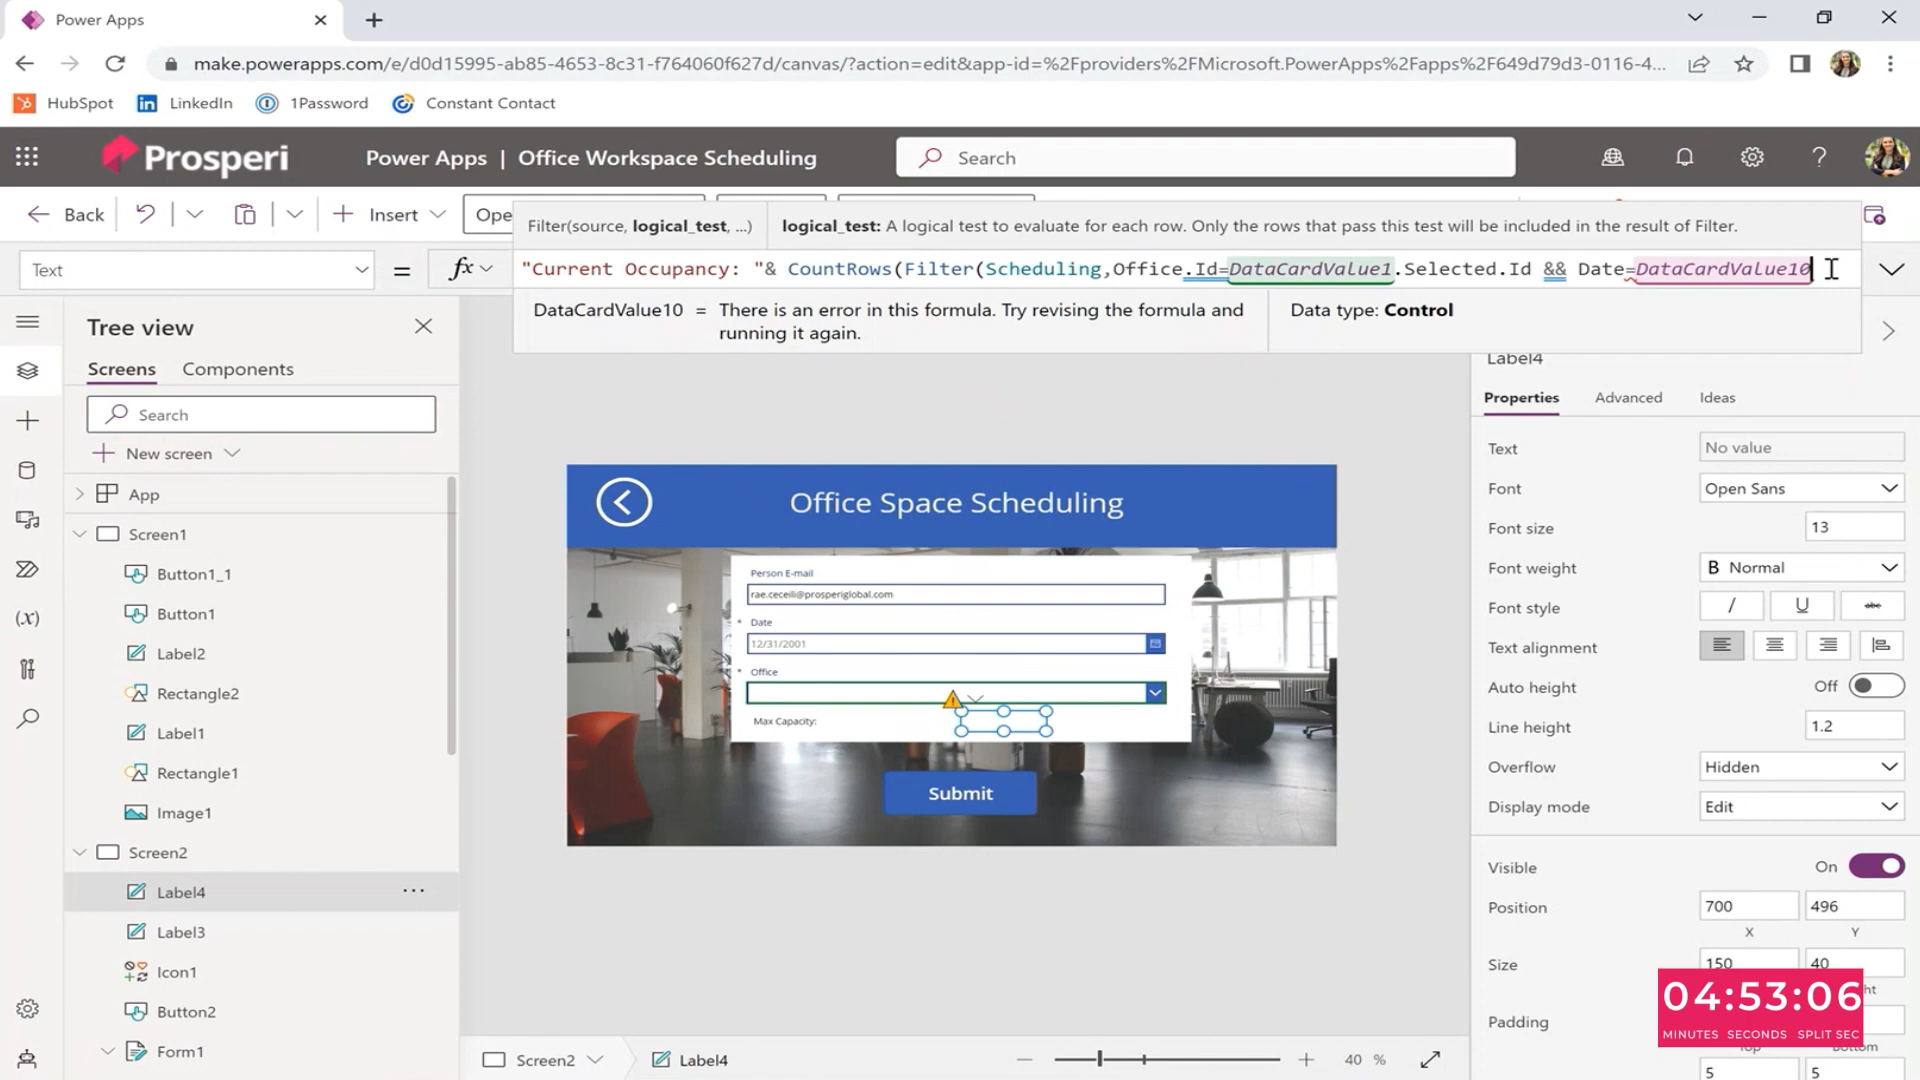 Power Apps
make.powerapps.com/e/d0d15995-ab85-4653-8c31-f764060f627d/canvas/?action=edit&app-id=%2Fproviders%2FMicrosoft.PowerApps%2Fapps%2F649d79d3-0116-4...
HubSpot
LinkedIn
1Password
Constant Contact
Prosperi
Power Apps | Office Workspace Scheduling
Search
?
Back
Insert
Ope
Filter(source, logical_test, ...)
logical_test: A logical test to evaluate for each row. Only the rows that pass this test will be included in the result of Filter.
Text
=
fx
"Current Occupancy: "& CountRows(Filter(Scheduling,Office.Id=DataCardValue1.Selected.Id && Date=DataCardValue10
DataCardValue10 = There is an error in this formula. Try revising the formula and
running it again.
Data type: Control
Tree view
Screens
Components
Search
New screen
App
Screen1
Button1_1
Button1
Label2
Rectangle2
Label1
Rectangle1
Image1
Screen2
Label4
...
Label3
Icon1
Button2
Form1
(x)
Office Space Scheduling
Person E-mail
rae.ceceili@prosperiglobal.com
* Date
12/31/2001
* Office
Max Capacity:
Submit
Screen2
Label4
40 %
Label4
Properties
Advanced
Ideas
Text
No value
Font
Open Sans
Font size
13
Font weight
B Normal
Font style
/
U
abc
Text alignment
Auto height
Off
Line height
1.2
Overflow
Hidden
Display mode
Edit
Visible
On
Position
700
496
X
Y
Size
150
40
ht
Padding
04:53:06
MINUTES SECONDS SPLIT SEC
Top
Bottom
5
5